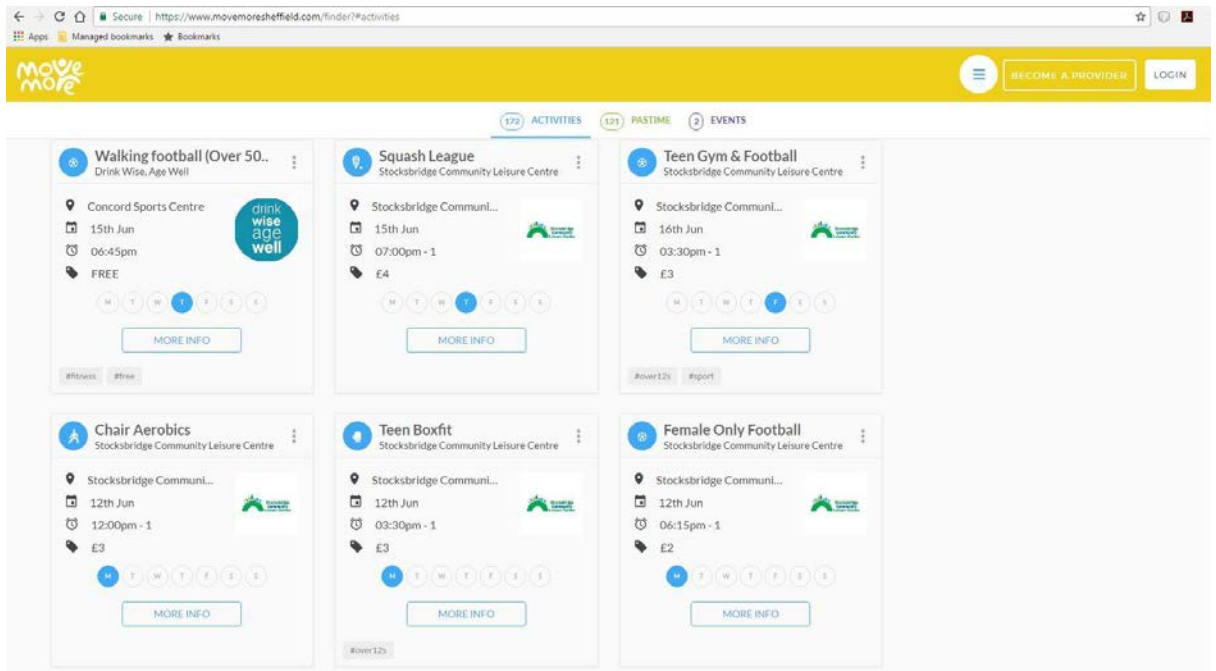 Secure | https://www.movemoresheffield.com/finder?#activities
Apps Managed bookmarks Bookmarks
move more
BECOME A PROVIDER LOGIN
172 ACTIVITIES 121 PASTIME 2 EVENTS
Walking football (Over 50..
Drink Wise, Age Well
Concord Sports Centre
15th Jun
06:45pm
FREE
drink
wise
age
well
M T W T F S S
MORE INFO
#fitness #free
Squash League
Stocksbridge Community Leisure Centre
Stocksbridge Communi...
15th Jun
07:00pm - 1
£4
M T W T F S S
MORE INFO
Teen Gym & Football
Stocksbridge Community Leisure Centre
Stocksbridge Communi...
16th Jun
03:30pm - 1
£3
M T W T F S S
MORE INFO
#over12s #sport
Chair Aerobics
Stocksbridge Community Leisure Centre
Stocksbridge Communi...
12th Jun
12:00pm - 1
£3
M T W T F S S
MORE INFO
Teen Boxfit
Stocksbridge Community Leisure Centre
Stocksbridge Communi...
12th Jun
03:30pm - 1
£3
M T W T F S S
MORE INFO
#over12s
Female Only Football
Stocksbridge Community Leisure Centre
Stocksbridge Communi...
12th Jun
06:15pm - 1
£2
M T W T F S S
MORE INFO